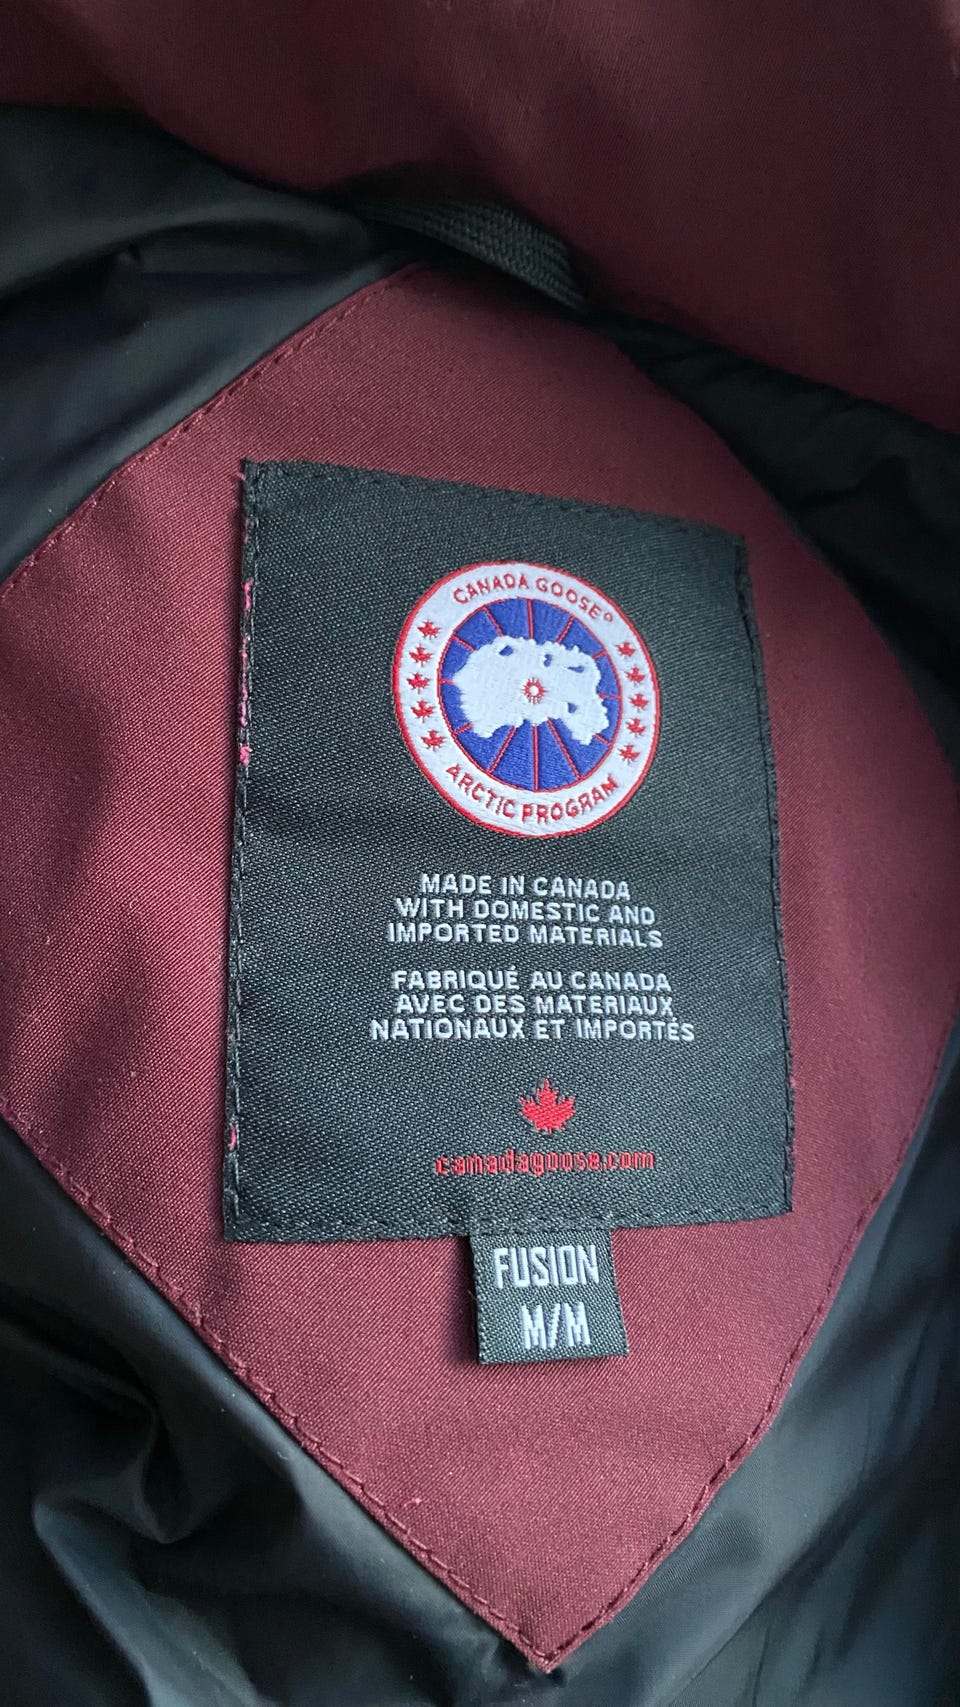 CANADA GOOSE®
ARCTIC PROGRAM
MADE IN CANADA
WITH DOMESTIC AND
IMPORTED MATERIALS
FABRIQUÉ AU CANADA
AVEC DES MATERIAUX
NATIONAUX ET IMPORTÉS
canadagoose.com
FUSION
M/M